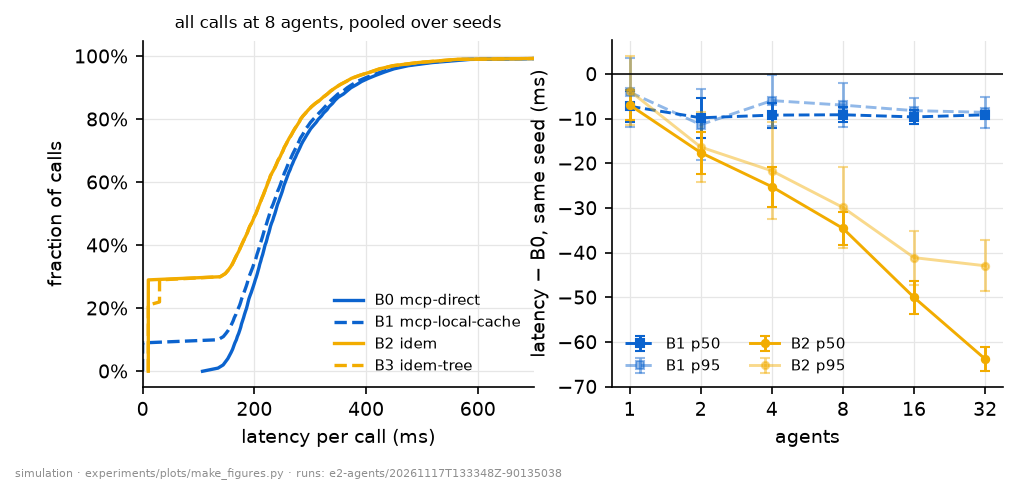 all calls at 8 agents, pooled over seeds
fraction of calls
100%
80%
60%
40%
20%
0%
B0 mcp-direct
B1 mcp-local-cache
B2 idem
B3 idem-tree
0
200
400
600
latency per call (ms)
latency − B0, same seed (ms)
0
−10
−20
−30
−40
−50
−60
−70
B1 p50
B1 p95
B2 p50
B2 p95
1
2
4
8
16
32
agents
simulation · experiments/plots/make_figures.py · runs: e2-agents/20261117T133348Z-90135038